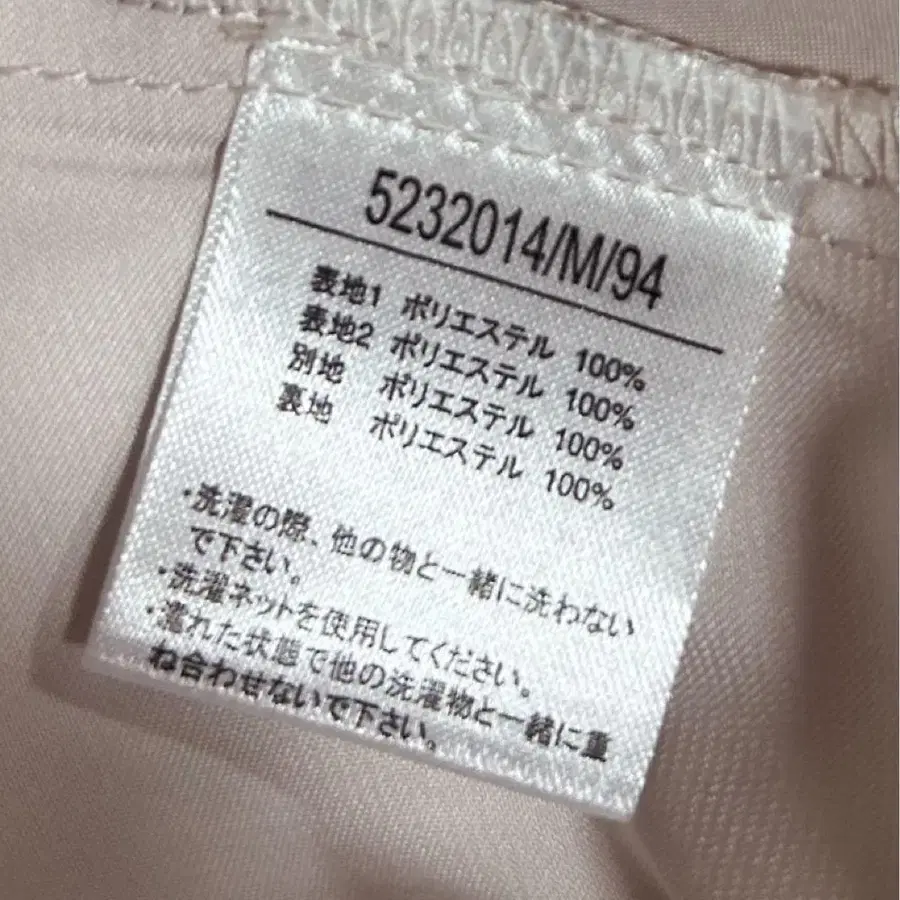 5232014/M/94
表地1 ポリエステル 100%
表地2 ポリエステル 100%
別地 ポリエステル 100%
裏地 ポリエステル 100%
・洗濯の際、他の物と一緒に洗わない
で下さい。
・洗濯ネットを使用してください。
・濡れた状態で他の洗濯物と一緒に重
ね合わせないで下さい。